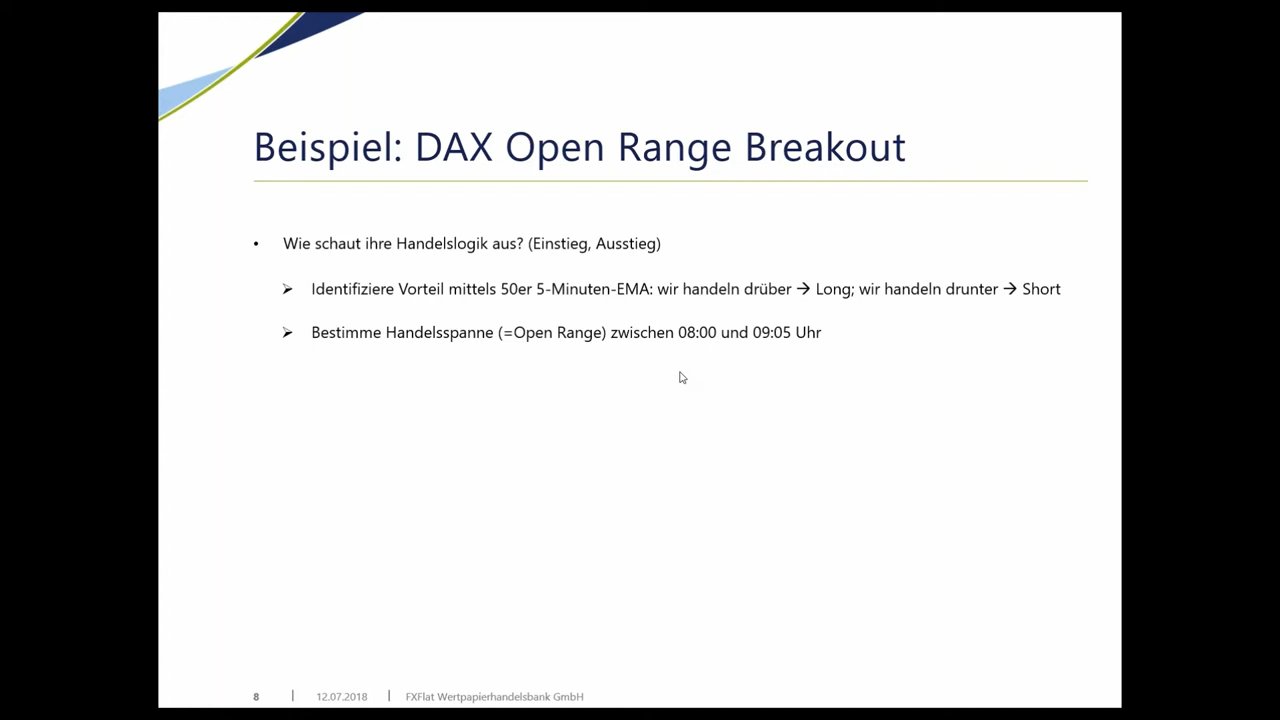 Beispiel: DAX Open Range Breakout
• Wie schaut ihre Handelslogik aus? (Einstieg, Ausstieg)
➢ Identifiziere Vorteil mittels 50er 5-Minuten-EMA: wir handeln drüber → Long; wir handeln drunter → Short
➢ Bestimme Handelsspanne (=Open Range) zwischen 08:00 und 09:05 Uhr
8 | 12.07.2018 | FXFlat Wertpapierhandelsbank GmbH